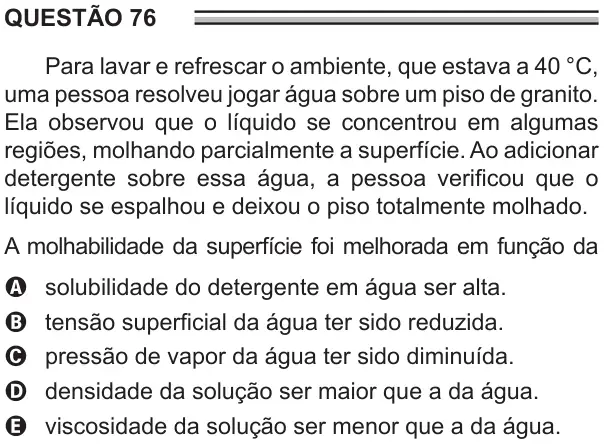 QUESTÃO 76
Para lavar e refrescar o ambiente, que estava a 40 °C,
uma pessoa resolveu jogar água sobre um piso de granito.
Ela observou que o líquido se concentrou em algumas
regiões, molhando parcialmente a superfície. Ao adicionar
detergente sobre essa água, a pessoa verificou que o
líquido se espalhou e deixou o piso totalmente molhado.
A molhabilidade da superfície foi melhorada em função da
A solubilidade do detergente em água ser alta.
B tensão superficial da água ter sido reduzida.
C pressão de vapor da água ter sido diminuída.
D densidade da solução ser maior que a da água.
E viscosidade da solução ser menor que a da água.